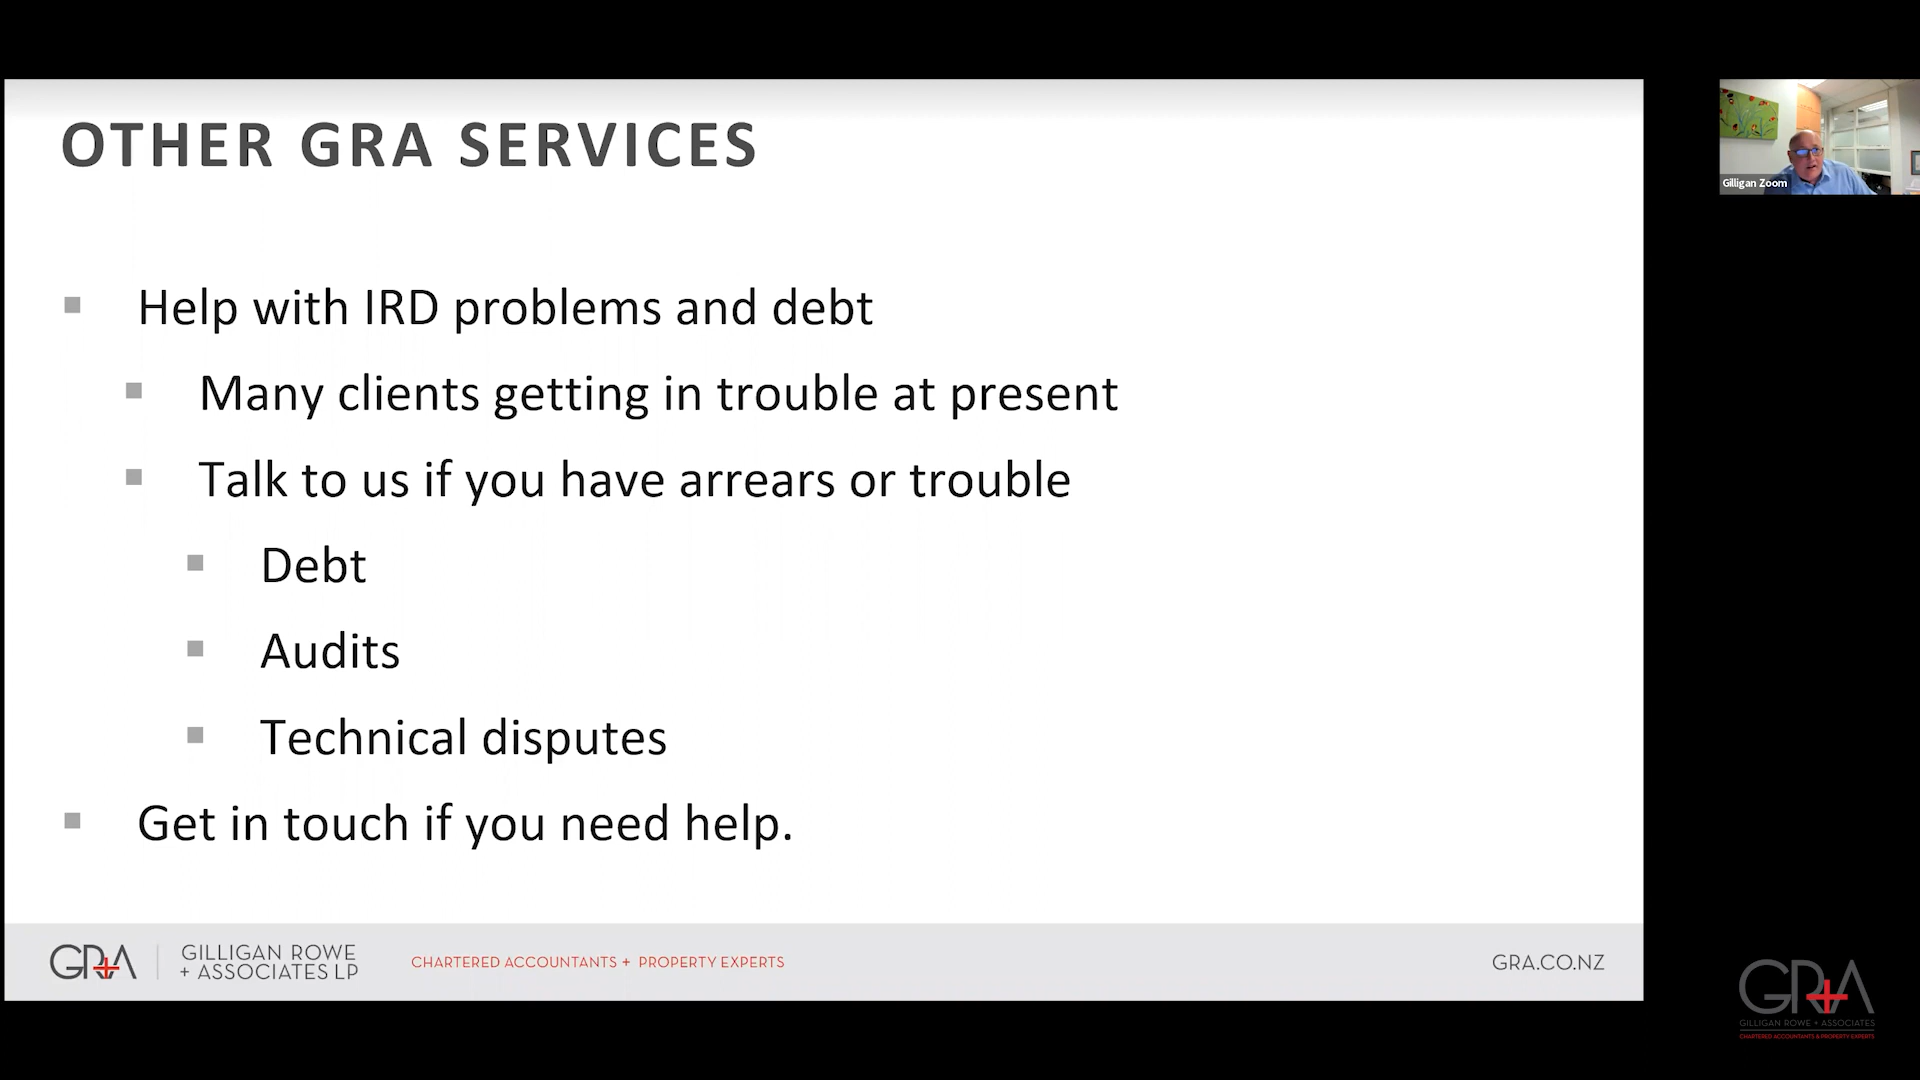 OTHER GRA SERVICES
Help with IRD problems and debt
Many clients getting in trouble at present
Talk to us if you have arrears or trouble
Debt
Audits
Technical disputes
Get in touch if you need help.
GRA
GILLIGAN ROWE
+ ASSOCIATES LP
CHARTERED ACCOUNTANTS + PROPERTY EXPERTS
GRA.CO.NZ
Gilligan Zoom
GRA
GILLIGAN ROWE + ASSOCIATES
CHARTERED ACCOUNTANTS & PROPERTY EXPERTS